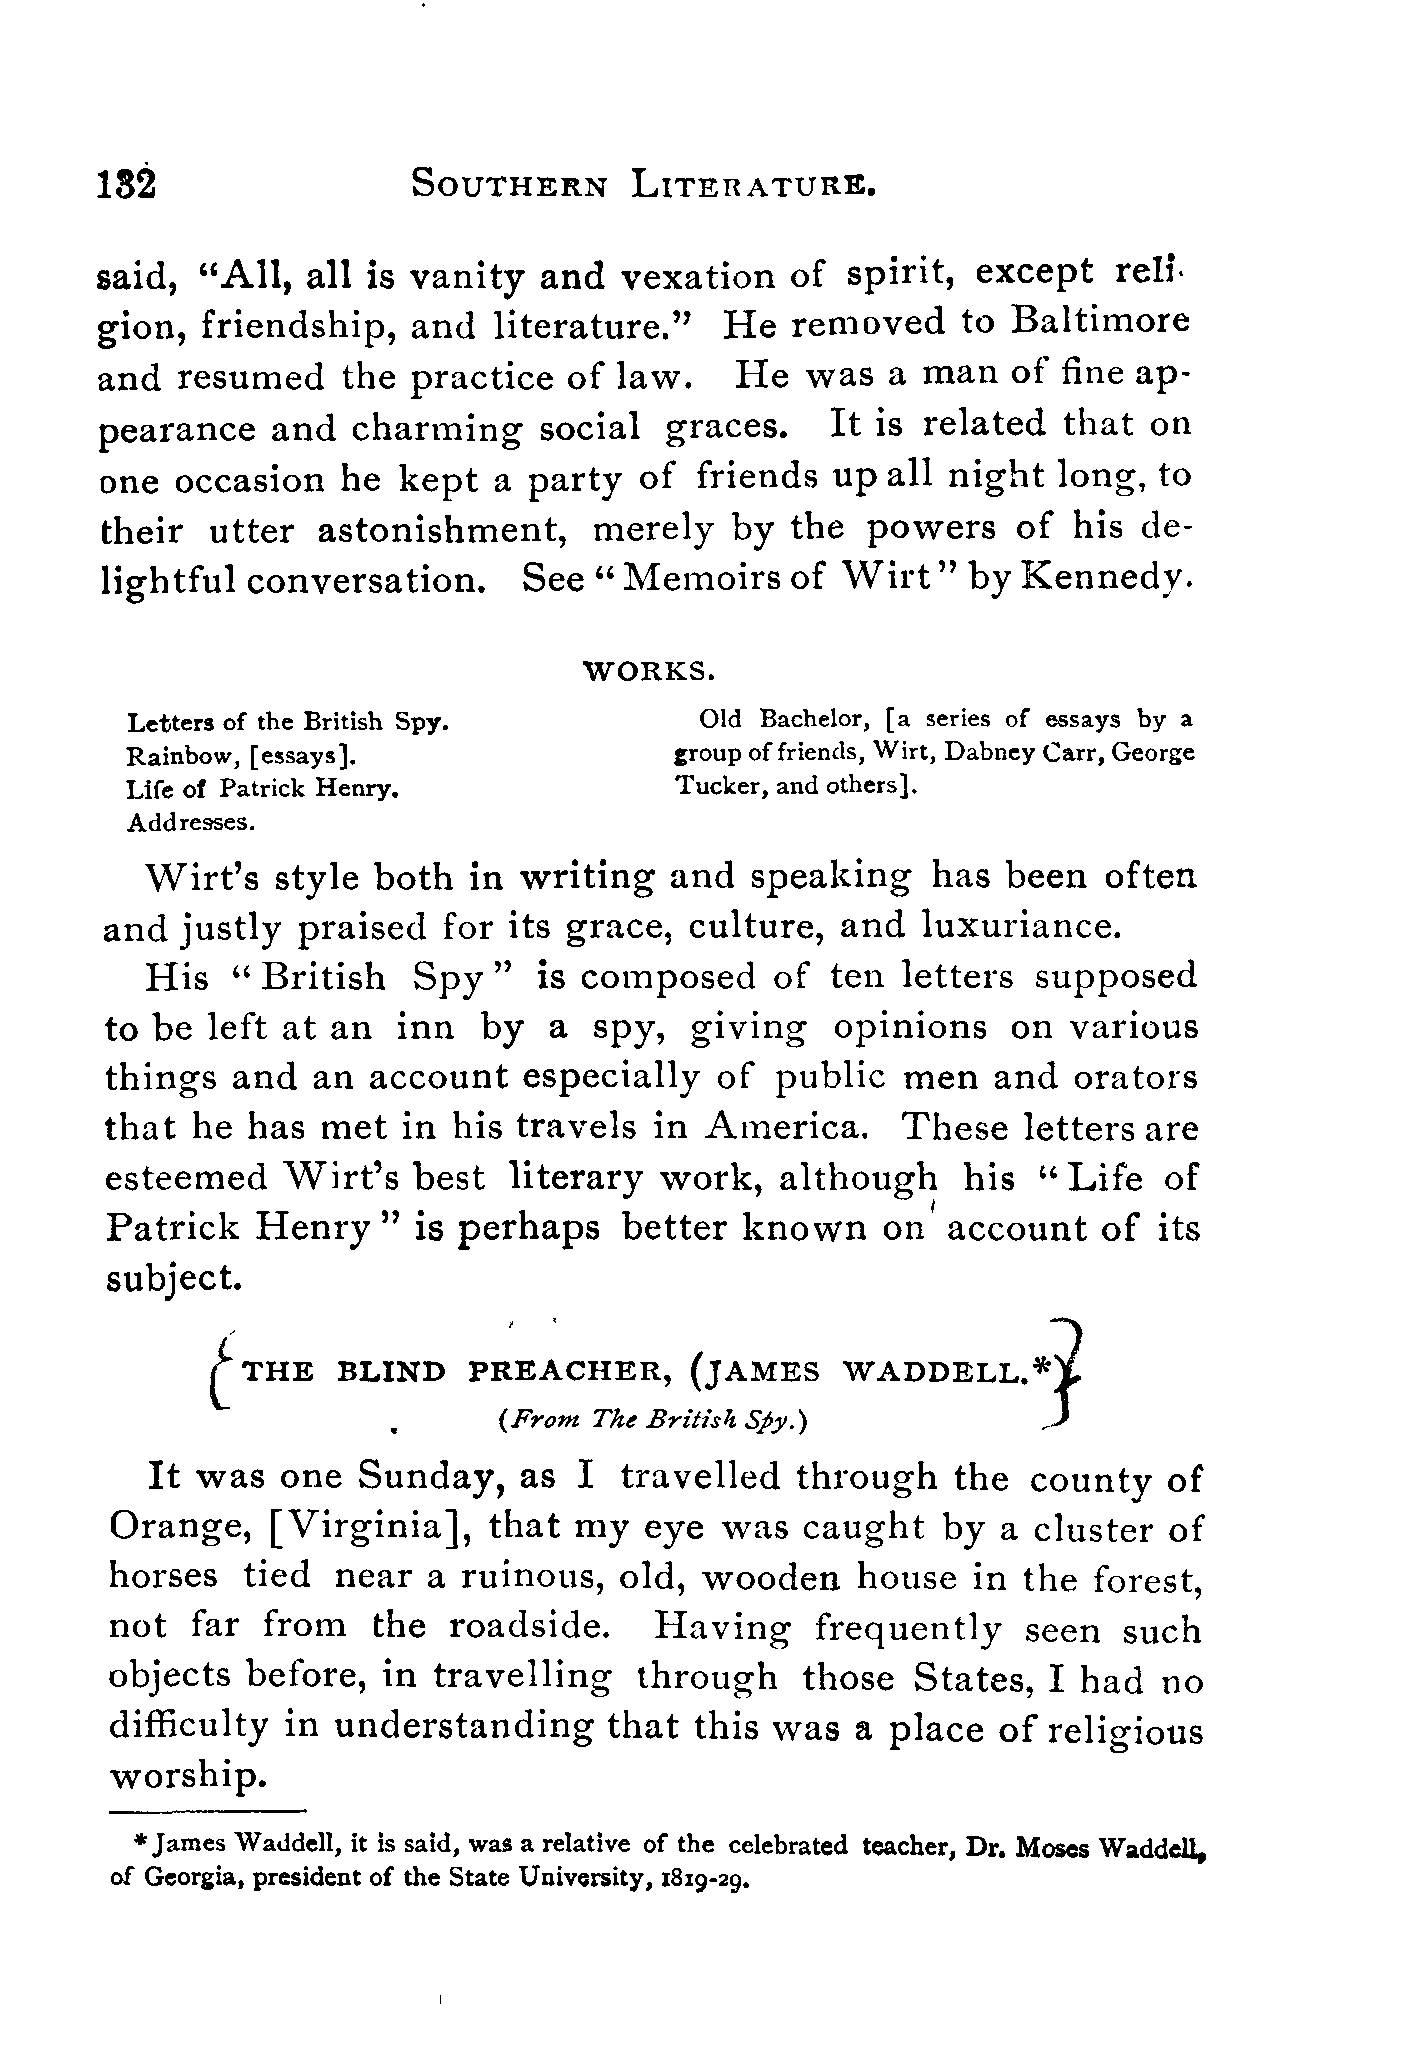 132 SOUTHERN LITERATURE.
said, “All, all is vanity and vexation of spirit, except reli-
gion, friendship, and literature.” He removed to Baltimore
and resumed the practice of law. He was a man of fine ap-
pearance and charming social graces. It is related that on
one occasion he kept a party of friends up all night long, to
their utter astonishment, merely by the powers of his de-
lightful conversation. See “Memoirs of Wirt” by Kennedy.
WORKS.
Letters of the British Spy.
Rainbow, [essays].
Life of Patrick Henry.
Addresses.
Old Bachelor, [a series of essays by a
group of friends, Wirt, Dabney Carr, George
Tucker, and others].
Wirt’s style both in writing and speaking has been often
and justly praised for its grace, culture, and luxuriance.
His “British Spy” is composed of ten letters supposed
to be left at an inn by a spy, giving opinions on various
things and an account especially of public men and orators
that he has met in his travels in America. These letters are
esteemed Wirt’s best literary work, although his “Life of
Patrick Henry” is perhaps better known on account of its
subject.
THE BLIND PREACHER, (JAMES WADDELL.*)
(From The British Spy.)
It was one Sunday, as I travelled through the county of
Orange, [Virginia], that my eye was caught by a cluster of
horses tied near a ruinous, old, wooden house in the forest,
not far from the roadside. Having frequently seen such
objects before, in travelling through those States, I had no
difficulty in understanding that this was a place of religious
worship.
*James Waddell, it is said, was a relative of the celebrated teacher, Dr. Moses Waddell,
of Georgia, president of the State University, 1819-29.